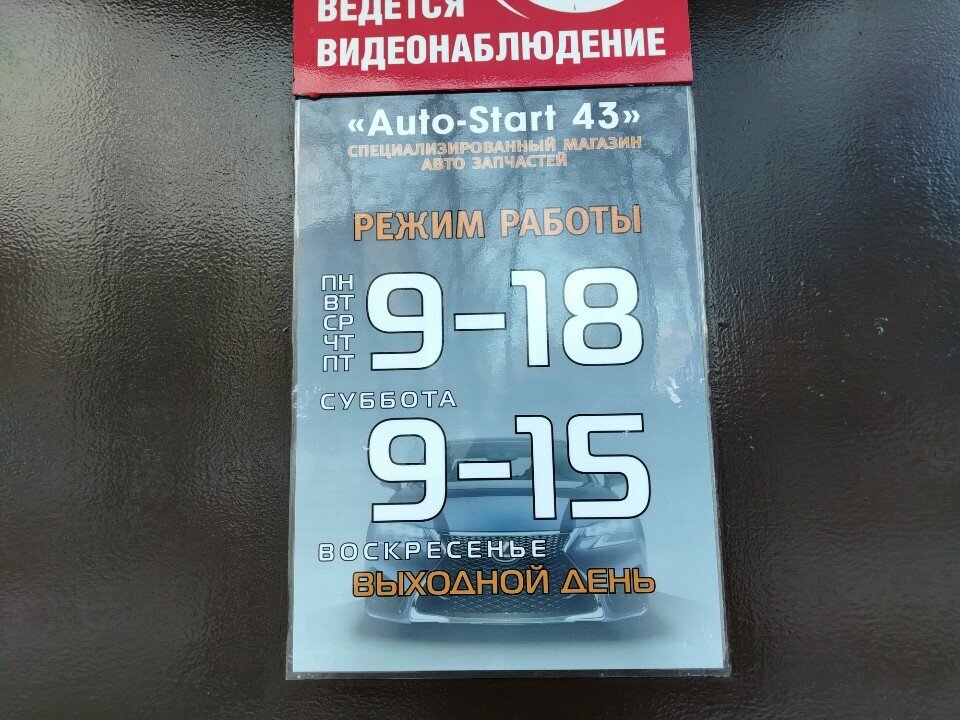 ВЕДЕТСЯ
ВИДЕОНАБЛЮДЕНИЕ
«Auto-Start 43»
СПЕЦИАЛИЗИРОВАННЫЙ МАГАЗИН
АВТО ЗАПЧАСТЕЙ
РЕЖИМ РАБОТЫ
ПН
ВТ
СР
ЧТ
ПТ
9-18
СУББОТА
9-15
ВОСКРЕСЕНЬЕ
ВЫХОДНОЙ ДЕНЬ